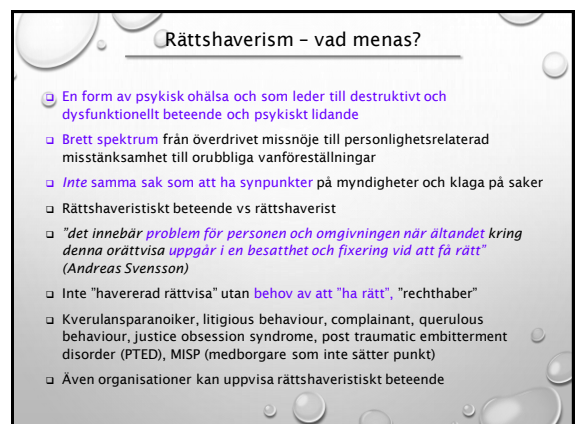 Rättshaverism – vad menas?
En form av psykisk ohälsa och som leder till destruktivt och
dysfunktionellt beteende och psykiskt lidande
Brett spektrum från överdrivet missnöje till personlighetsrelaterad
misstänksamhet till orubbliga vanföreställningar
Inte samma sak som att ha synpunkter på myndigheter och klaga på saker
Rättshaveristiskt beteende vs rättshaverist
"det innebär problem för personen och omgivningen när ältandet kring
denna orättvisa uppgår i en besatthet och fixering vid att få rätt"
(Andreas Svensson)
Inte "havererad rättvisa" utan behov av att "ha rätt", "rechthaber"
Kverulansparanoiker, litigious behaviour, complainant, querulous
behaviour, justice obsession syndrome, post traumatic embitterment
disorder (PTED), MISP (medborgare som inte sätter punkt)
Även organisationer kan uppvisa rättshaveristiskt beteende